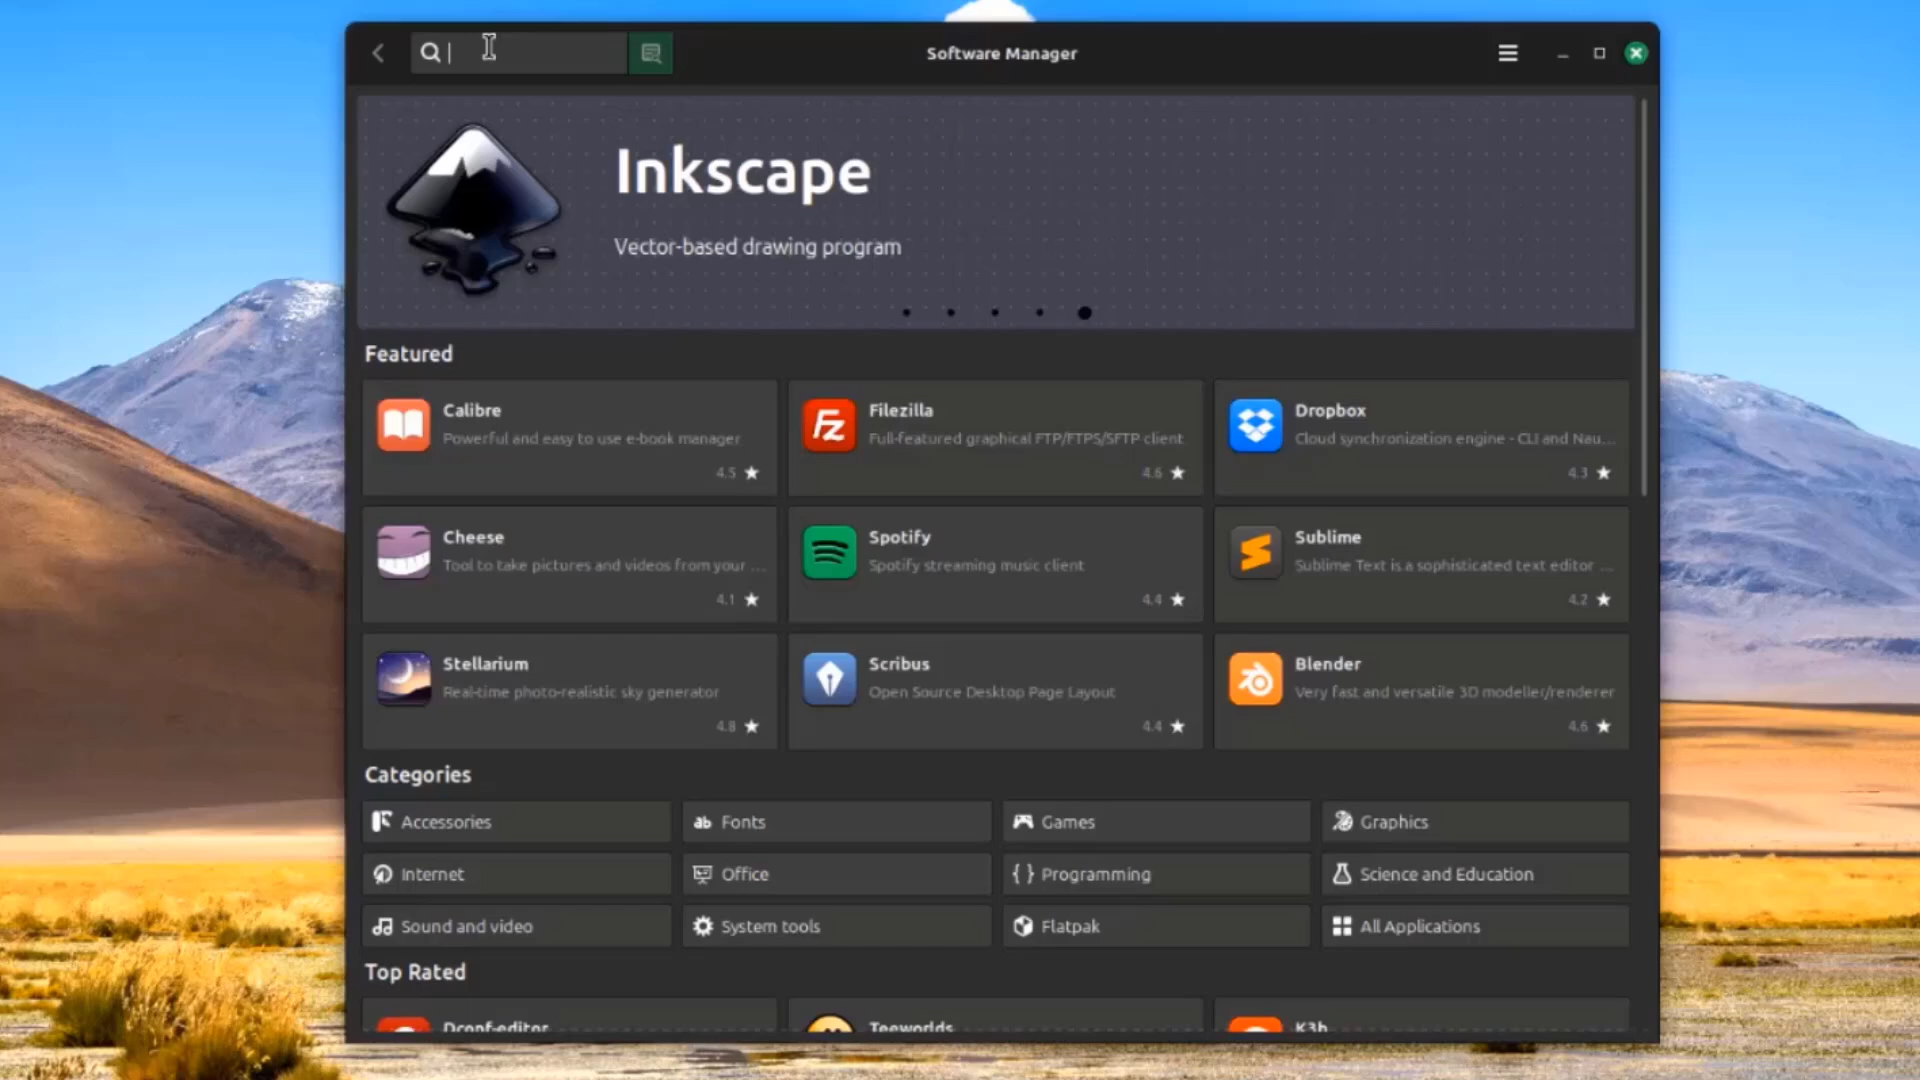 Software Manager
Inkscape
Vector-based drawing program
Featured
Calibre
Powerful and easy to use e-book manager
4.5
Filezilla
Full-featured graphical FTP/FTPS/SFTP client
4.6
Dropbox
Cloud synchronization engine - CLI and Nau...
4.3
Cheese
Tool to take pictures and videos from your ...
4.1
Spotify
Spotify streaming music client
4.4
Sublime
Sublime Text is a sophisticated text editor ...
4.2
Stellarium
Real-time photo-realistic sky generator
4.8
Scribus
Open Source Desktop Page Layout
4.4
Blender
Very fast and versatile 3D modeller/renderer
4.6
Categories
Accessories
ab Fonts
Games
Graphics
Internet
Office
{ } Programming
Science and Education
Sound and video
System tools
Flatpak
All Applications
Top Rated
Dconf-editor
Teeworlds
K3b